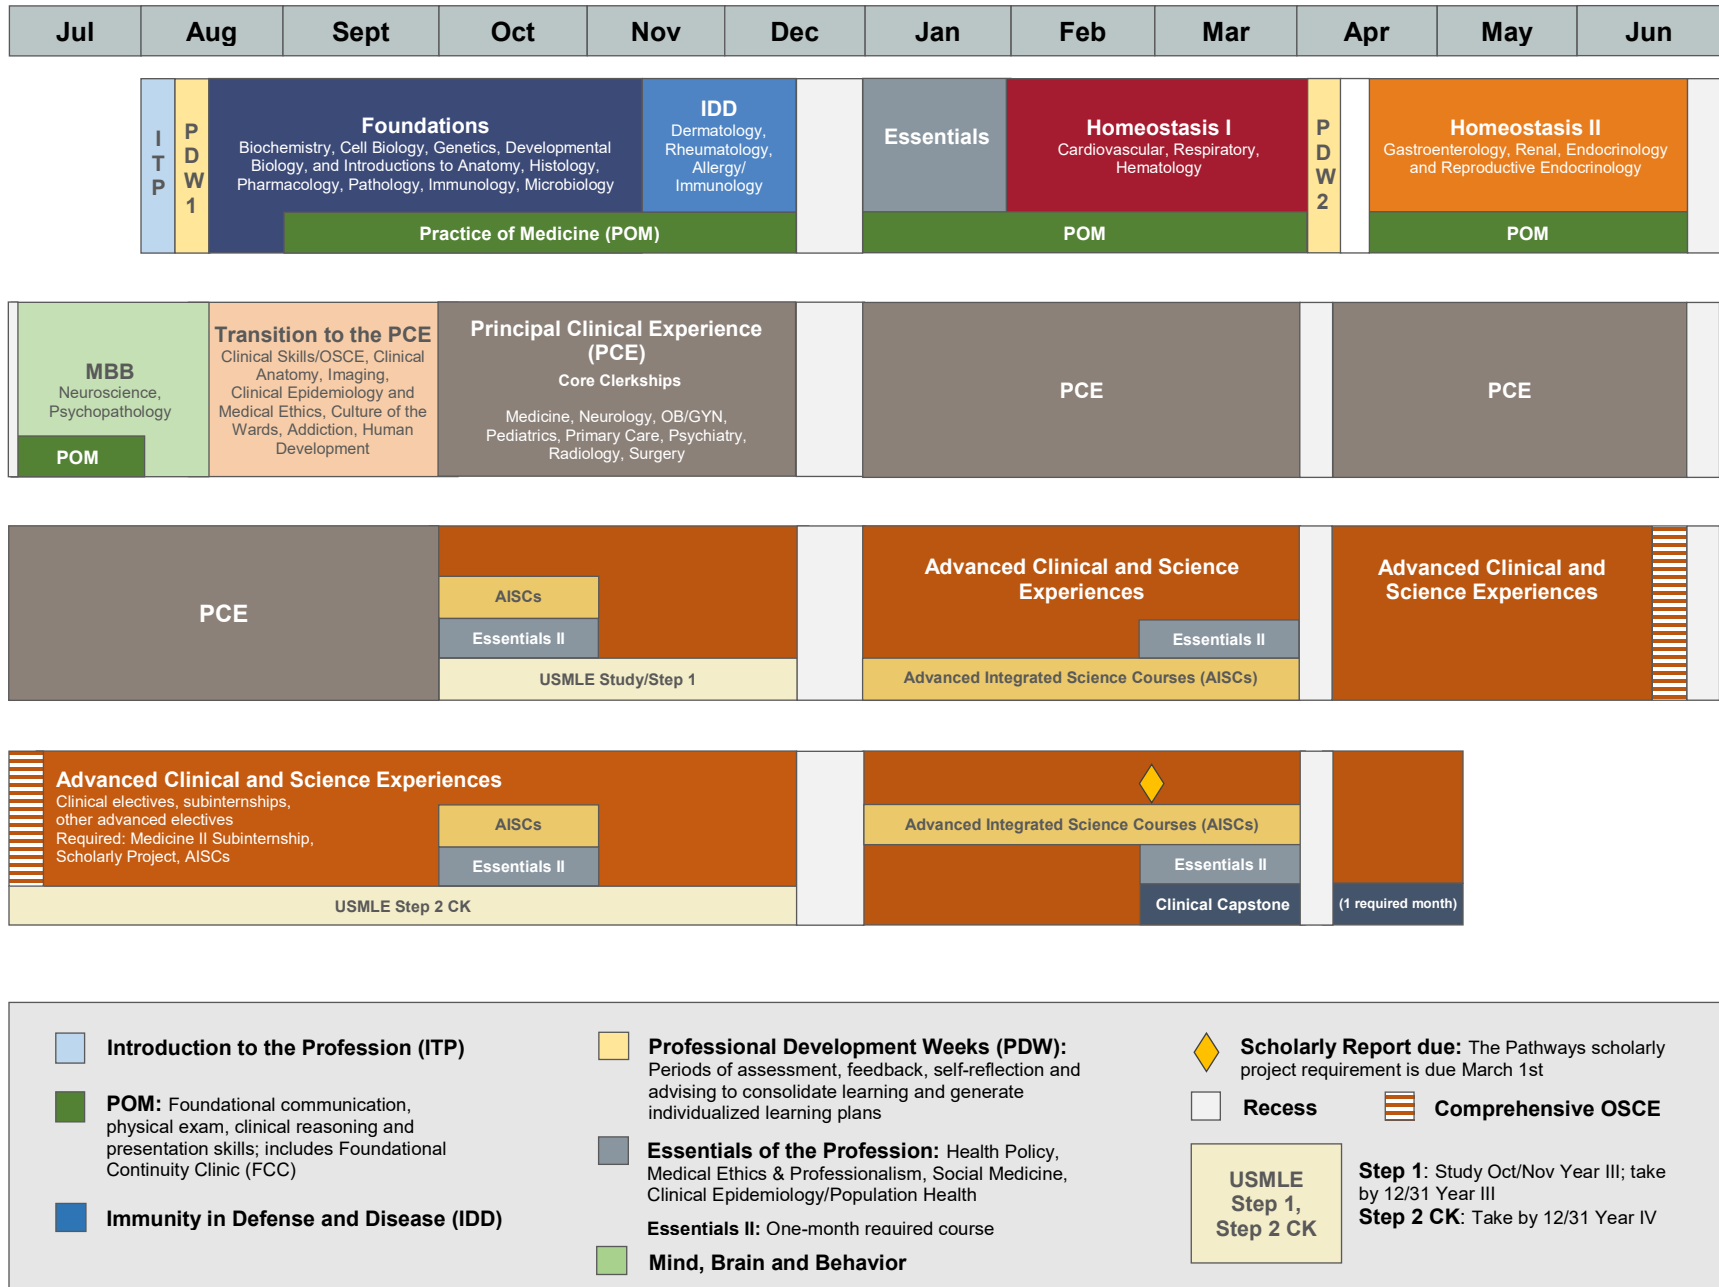 Jul Aug Sept Oct Nov Dec Jan Feb Mar Apr May Jun
I
T
P
P
D
W
1
Foundations
Biochemistry, Cell Biology, Genetics, Developmental
Biology, and Introductions to Anatomy, Histology,
Pharmacology, Pathology, Immunology, Microbiology
IDD
Dermatology,
Rheumatology,
Allergy/
Immunology
Practice of Medicine (POM)
Essentials
Homeostasis I
Cardiovascular, Respiratory,
Hematology
POM
P
D
W
2
Homeostasis II
Gastroenterology, Renal, Endocrinology
and Reproductive Endocrinology
POM
MBB
Neuroscience,
Psychopathology
POM
Transition to the PCE
Clinical Skills/OSCE, Clinical
Anatomy, Imaging,
Clinical Epidemiology and
Medical Ethics, Culture of the
Wards, Addiction, Human
Development
Principal Clinical Experience
(PCE)
Core Clerkships
Medicine, Neurology, OB/GYN,
Pediatrics, Primary Care, Psychiatry,
Radiology, Surgery
PCE
PCE
PCE
AISCs
Essentials II
USMLE Study/Step 1
Advanced Clinical and Science
Experiences
Essentials II
Advanced Integrated Science Courses (AISCs)
Advanced Clinical and
Science Experiences
Advanced Clinical and Science Experiences
Clinical electives, subinternships,
other advanced electives
Required: Medicine II Subinternship,
Scholarly Project, AISCs
AISCs
Essentials II
USMLE Step 2 CK
Advanced Integrated Science Courses (AISCs)
Essentials II
Clinical Capstone
(1 required month)
Introduction to the Profession (ITP)
POM: Foundational communication,
physical exam, clinical reasoning and
presentation skills; includes Foundational
Continuity Clinic (FCC)
Immunity in Defense and Disease (IDD)
Professional Development Weeks (PDW):
Periods of assessment, feedback, self-reflection and
advising to consolidate learning and generate
individualized learning plans
Essentials of the Profession: Health Policy,
Medical Ethics & Professionalism, Social Medicine,
Clinical Epidemiology/Population Health
Essentials II: One-month required course
Mind, Brain and Behavior
Scholarly Report due: The Pathways scholarly
project requirement is due March 1st
Recess
Comprehensive OSCE
USMLE
Step 1,
Step 2 CK
Step 1: Study Oct/Nov Year III; take
by 12/31 Year III
Step 2 CK: Take by 12/31 Year IV